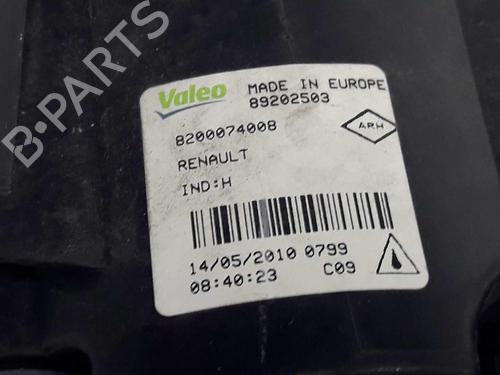 B-PARTS
Valeo
MADE IN EUROPE
89202503
8200074008
ARH
RENAULT
IND:H
14/05/2010 0799
08:40:23 C09